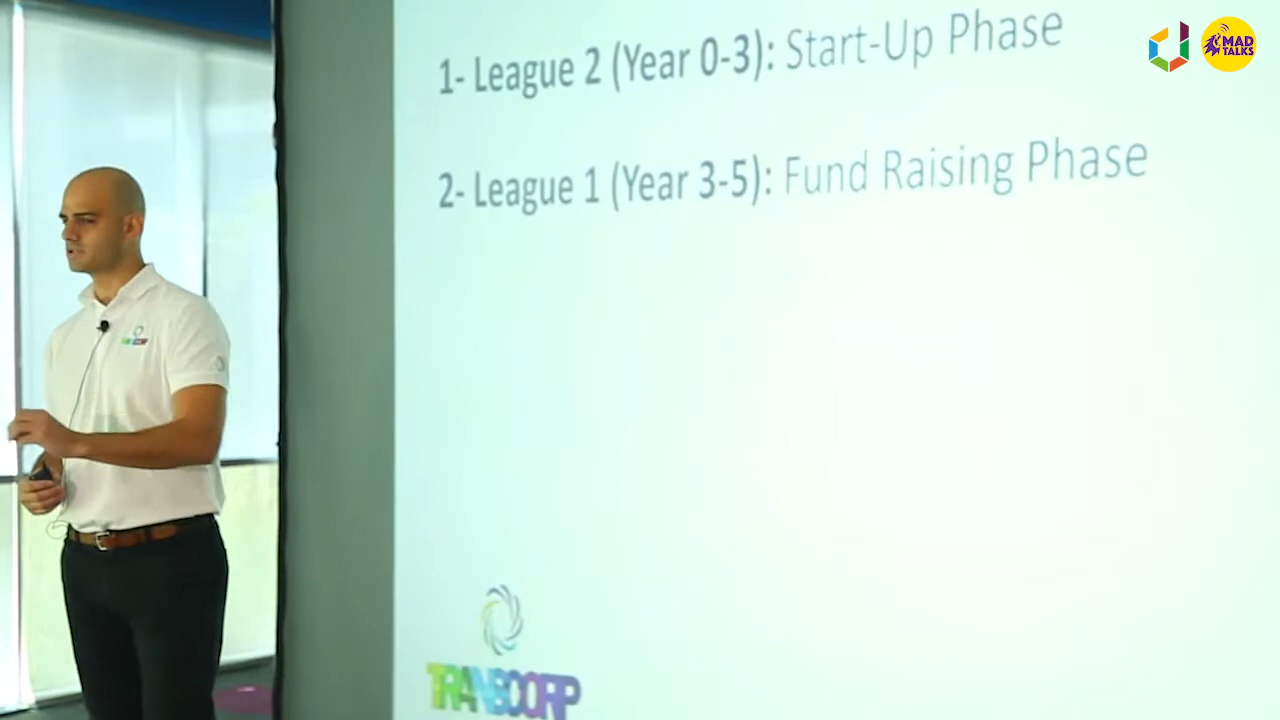 1- League 2 (Year 0-3): Start-Up Phase
2- League 1 (Year 3-5): Fund Raising Phase
MAD
TALKS
TRANSCORP